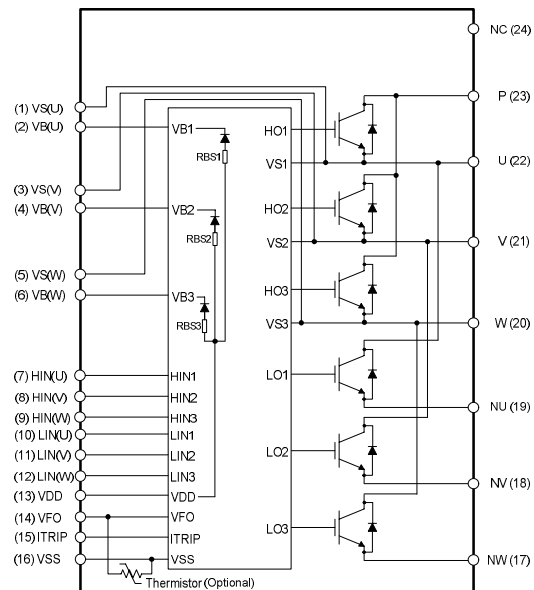 NC (24)
P (23)
(1) VS(U)
(2) VB(U)
VB1
HO1
RBS1
VS1
U (22)
(3) VS(V)
(4) VB(V)
VB2
HO2
RBS2
VS2
V (21)
(5) VS(W)
(6) VB(W)
VB3
HO3
RBS3
VS3
W (20)
(7) HIN(U)
HIN1
LO1
(8) HIN(V)
HIN2
NU (19)
(9) HIN(W)
HIN3
(10) LIN(U)
LIN1
(11) LIN(V)
LIN2
LO2
(12) LIN(W)
LIN3
NV (18)
(13) VDD
VDD
(14) VFO
VFO
LO3
(15) ITRIP
ITRIP
(16) VSS
VSS
NW (17)
Thermistor (Optional)